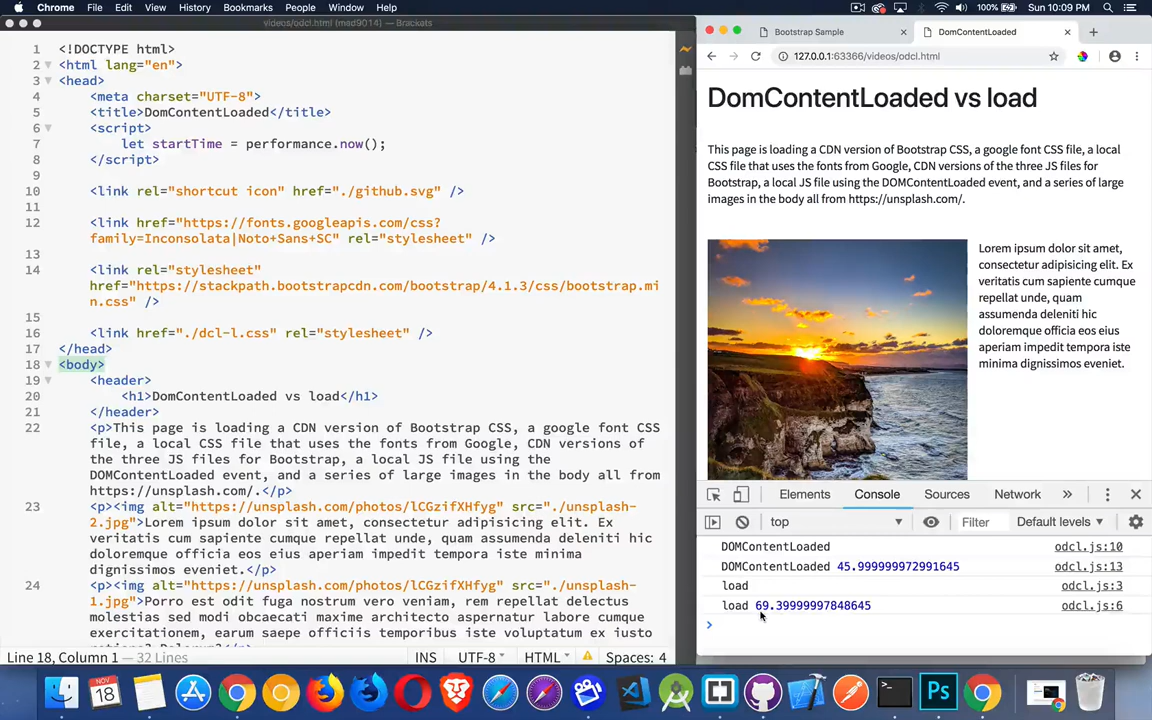 Chrome File Edit View History Bookmarks People Window Help 100% Sun 10:09 PM
videos/odcl.html (mad9014) — Brackets
1 <!DOCTYPE html>
2 <html lang="en">
3 <head>
4 <meta charset="UTF-8">
5 <title>DomContentLoaded</title>
6 <script>
7 let startTime = performance.now();
8 </script>
9
10 <link rel="shortcut icon" href="./github.svg" />
11
12 <link href="https://fonts.googleapis.com/css?
family=Inconsolata|Noto+Sans+SC" rel="stylesheet" />
13
14 <link rel="stylesheet"
href="https://stackpath.bootstrapcdn.com/bootstrap/4.1.3/css/bootstrap.mi
n.css" />
15
16 <link href="./dcl-l.css" rel="stylesheet" />
17 </head>
18 <body>
19 <header>
20 <h1>DomContentLoaded vs load</h1>
21 </header>
22 <p>This page is loading a CDN version of Bootstrap CSS, a google font CSS
file, a local CSS file that uses the fonts from Google, CDN versions of
the three JS files for Bootstrap, a local JS file using the
DOMContentLoaded event, and a series of large images in the body all from
https://unsplash.com/.</p>
23 <p><img alt="https://unsplash.com/photos/lCGzifXHfyg" src="./unsplash-
2.jpg">Lorem ipsum dolor sit amet, consectetur adipisicing elit. Ex
veritatis cum sapiente cumque repellat unde, quam assumenda deleniti hic
doloremque officia eos eius aperiam impedit tempora iste minima
dignissimos eveniet.</p>
24 <p><img alt="https://unsplash.com/photos/lCGzifXHfyg" src="./unsplash-
1.jpg">Porro est odit fuga nostrum vero veniam, rem repellat delectus
molestias sed modi obcaecati maxime architecto aspernatur labore cumque
exercitationem, earum saepe officiis temporibus iste voluptatum ex iusto
Line 18, Column 1 — 32 Lines INS UTF-8 HTML Spaces: 4
Bootstrap Sample DomContentLoaded
127.0.0.1:63366/videos/odcl.html
DomContentLoaded vs load
This page is loading a CDN version of Bootstrap CSS, a google font CSS file, a local
CSS file that uses the fonts from Google, CDN versions of the three JS files for
Bootstrap, a local JS file using the DOMContentLoaded event, and a series of large
images in the body all from https://unsplash.com/.
Lorem ipsum dolor sit amet,
consectetur adipisicing elit. Ex
veritatis cum sapiente cumque
repellat unde, quam
assumenda deleniti hic
doloremque officia eos eius
aperiam impedit tempora iste
minima dignissimos eveniet.
Elements Console Sources Network »
top Filter Default levels
DOMContentLoaded odcl.js:10
DOMContentLoaded 45.999999972991645 odcl.js:13
load odcl.js:3
load 69.39999997848645 odcl.js:6
NOV
18
Ps